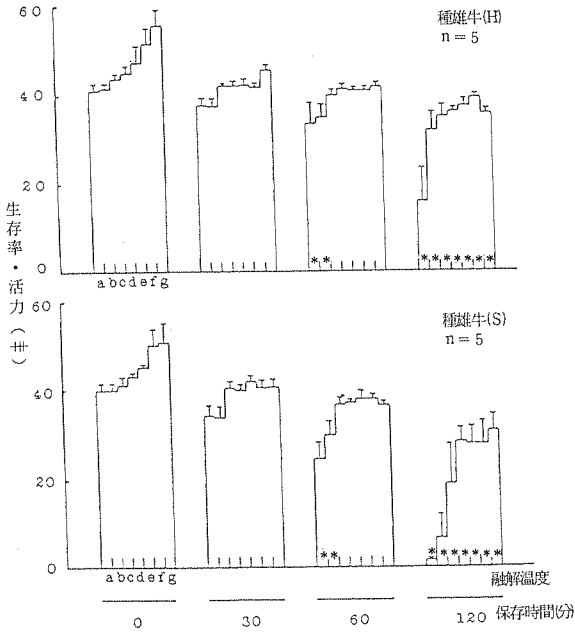 60
種雄牛(H)
n=5
40
20
0
abcdefg
生存率・活力(卅)
60
種雄牛(S)
n=5
40
20
0
** ********
** ********
abcdefg
融解温度
0 30 60 120 保存時間(分)